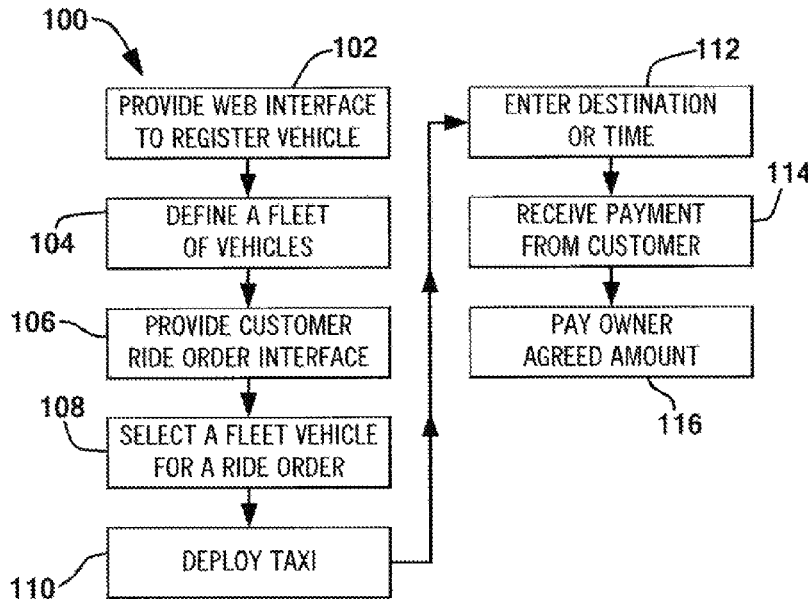 100
102
PROVIDE WEB INTERFACE
TO REGISTER VEHICLE
104
DEFINE A FLEET
OF VEHICLES
106
PROVIDE CUSTOMER
RIDE ORDER INTERFACE
108
SELECT A FLEET VEHICLE
FOR A RIDE ORDER
110
DEPLOY TAXI
112
ENTER DESTINATION
OR TIME
114
RECEIVE PAYMENT
FROM CUSTOMER
PAY OWNER
AGREED AMOUNT
116